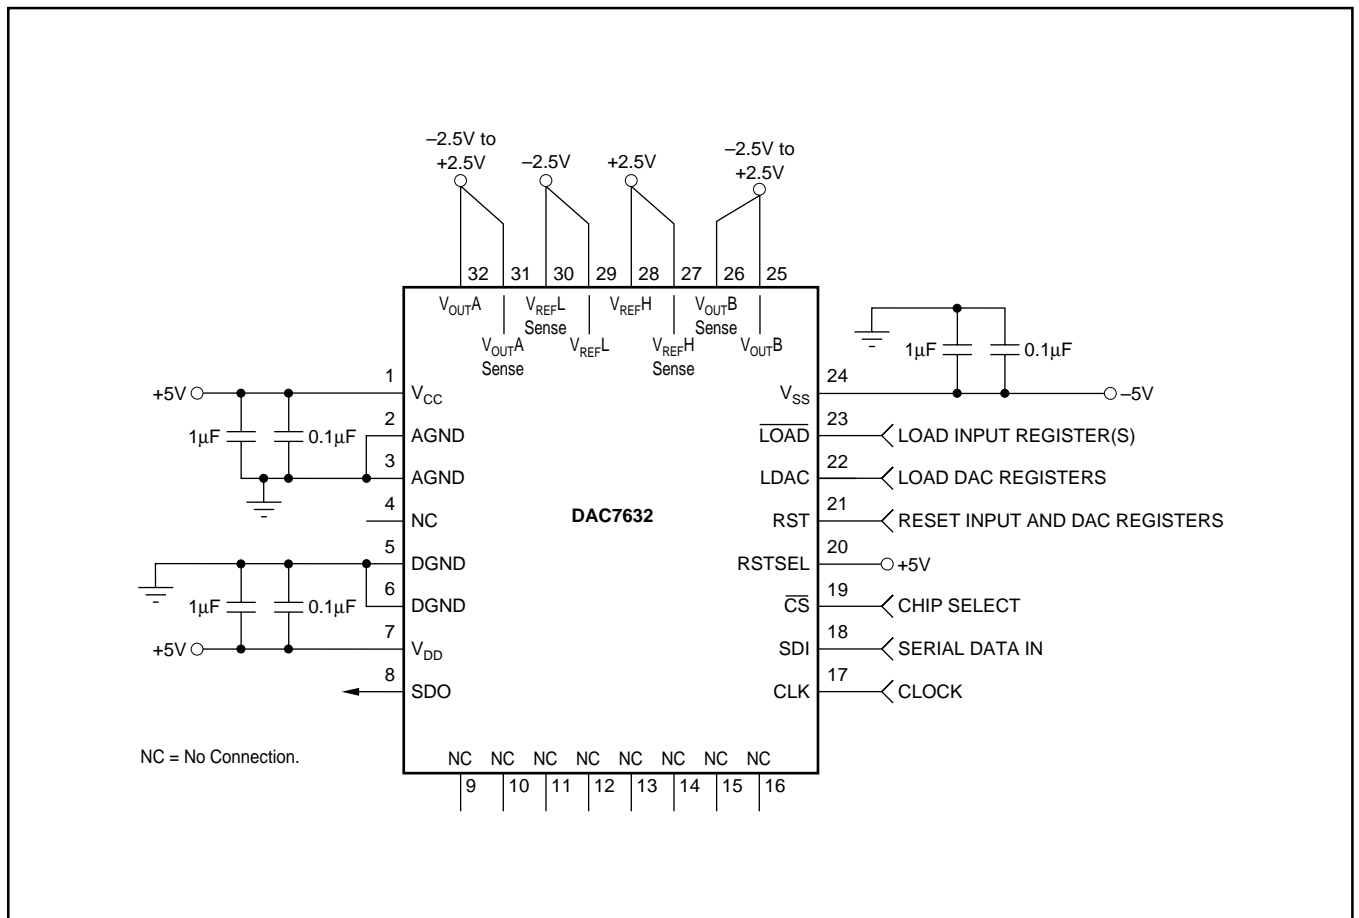 –2.5V to
+2.5V
–2.5V
+2.5V
–2.5V to
+2.5V
32 31 30 29 28 27 26 25
VOUTA
VREFL
Sense
VREFH
VOUTB
Sense
VOUTA
Sense
VREFL
VREFH
Sense
VOUTB
+5V
1µF
0.1µF
1
VCC
2
AGND
3
AGND
4
NC
5
DGND
1µF
0.1µF
6
DGND
+5V
7
VDD
8
SDO
DAC7632
1µF
0.1µF
VSS
24
–5V
LOAD
23
LOAD INPUT REGISTER(S)
LDAC
22
LOAD DAC REGISTERS
RST
21
RESET INPUT AND DAC REGISTERS
RSTSEL
20
+5V
CS
19
CHIP SELECT
SDI
18
SERIAL DATA IN
CLK
17
CLOCK
NC NC NC NC NC NC NC NC
9 10 11 12 13 14 15 16
NC = No Connection.